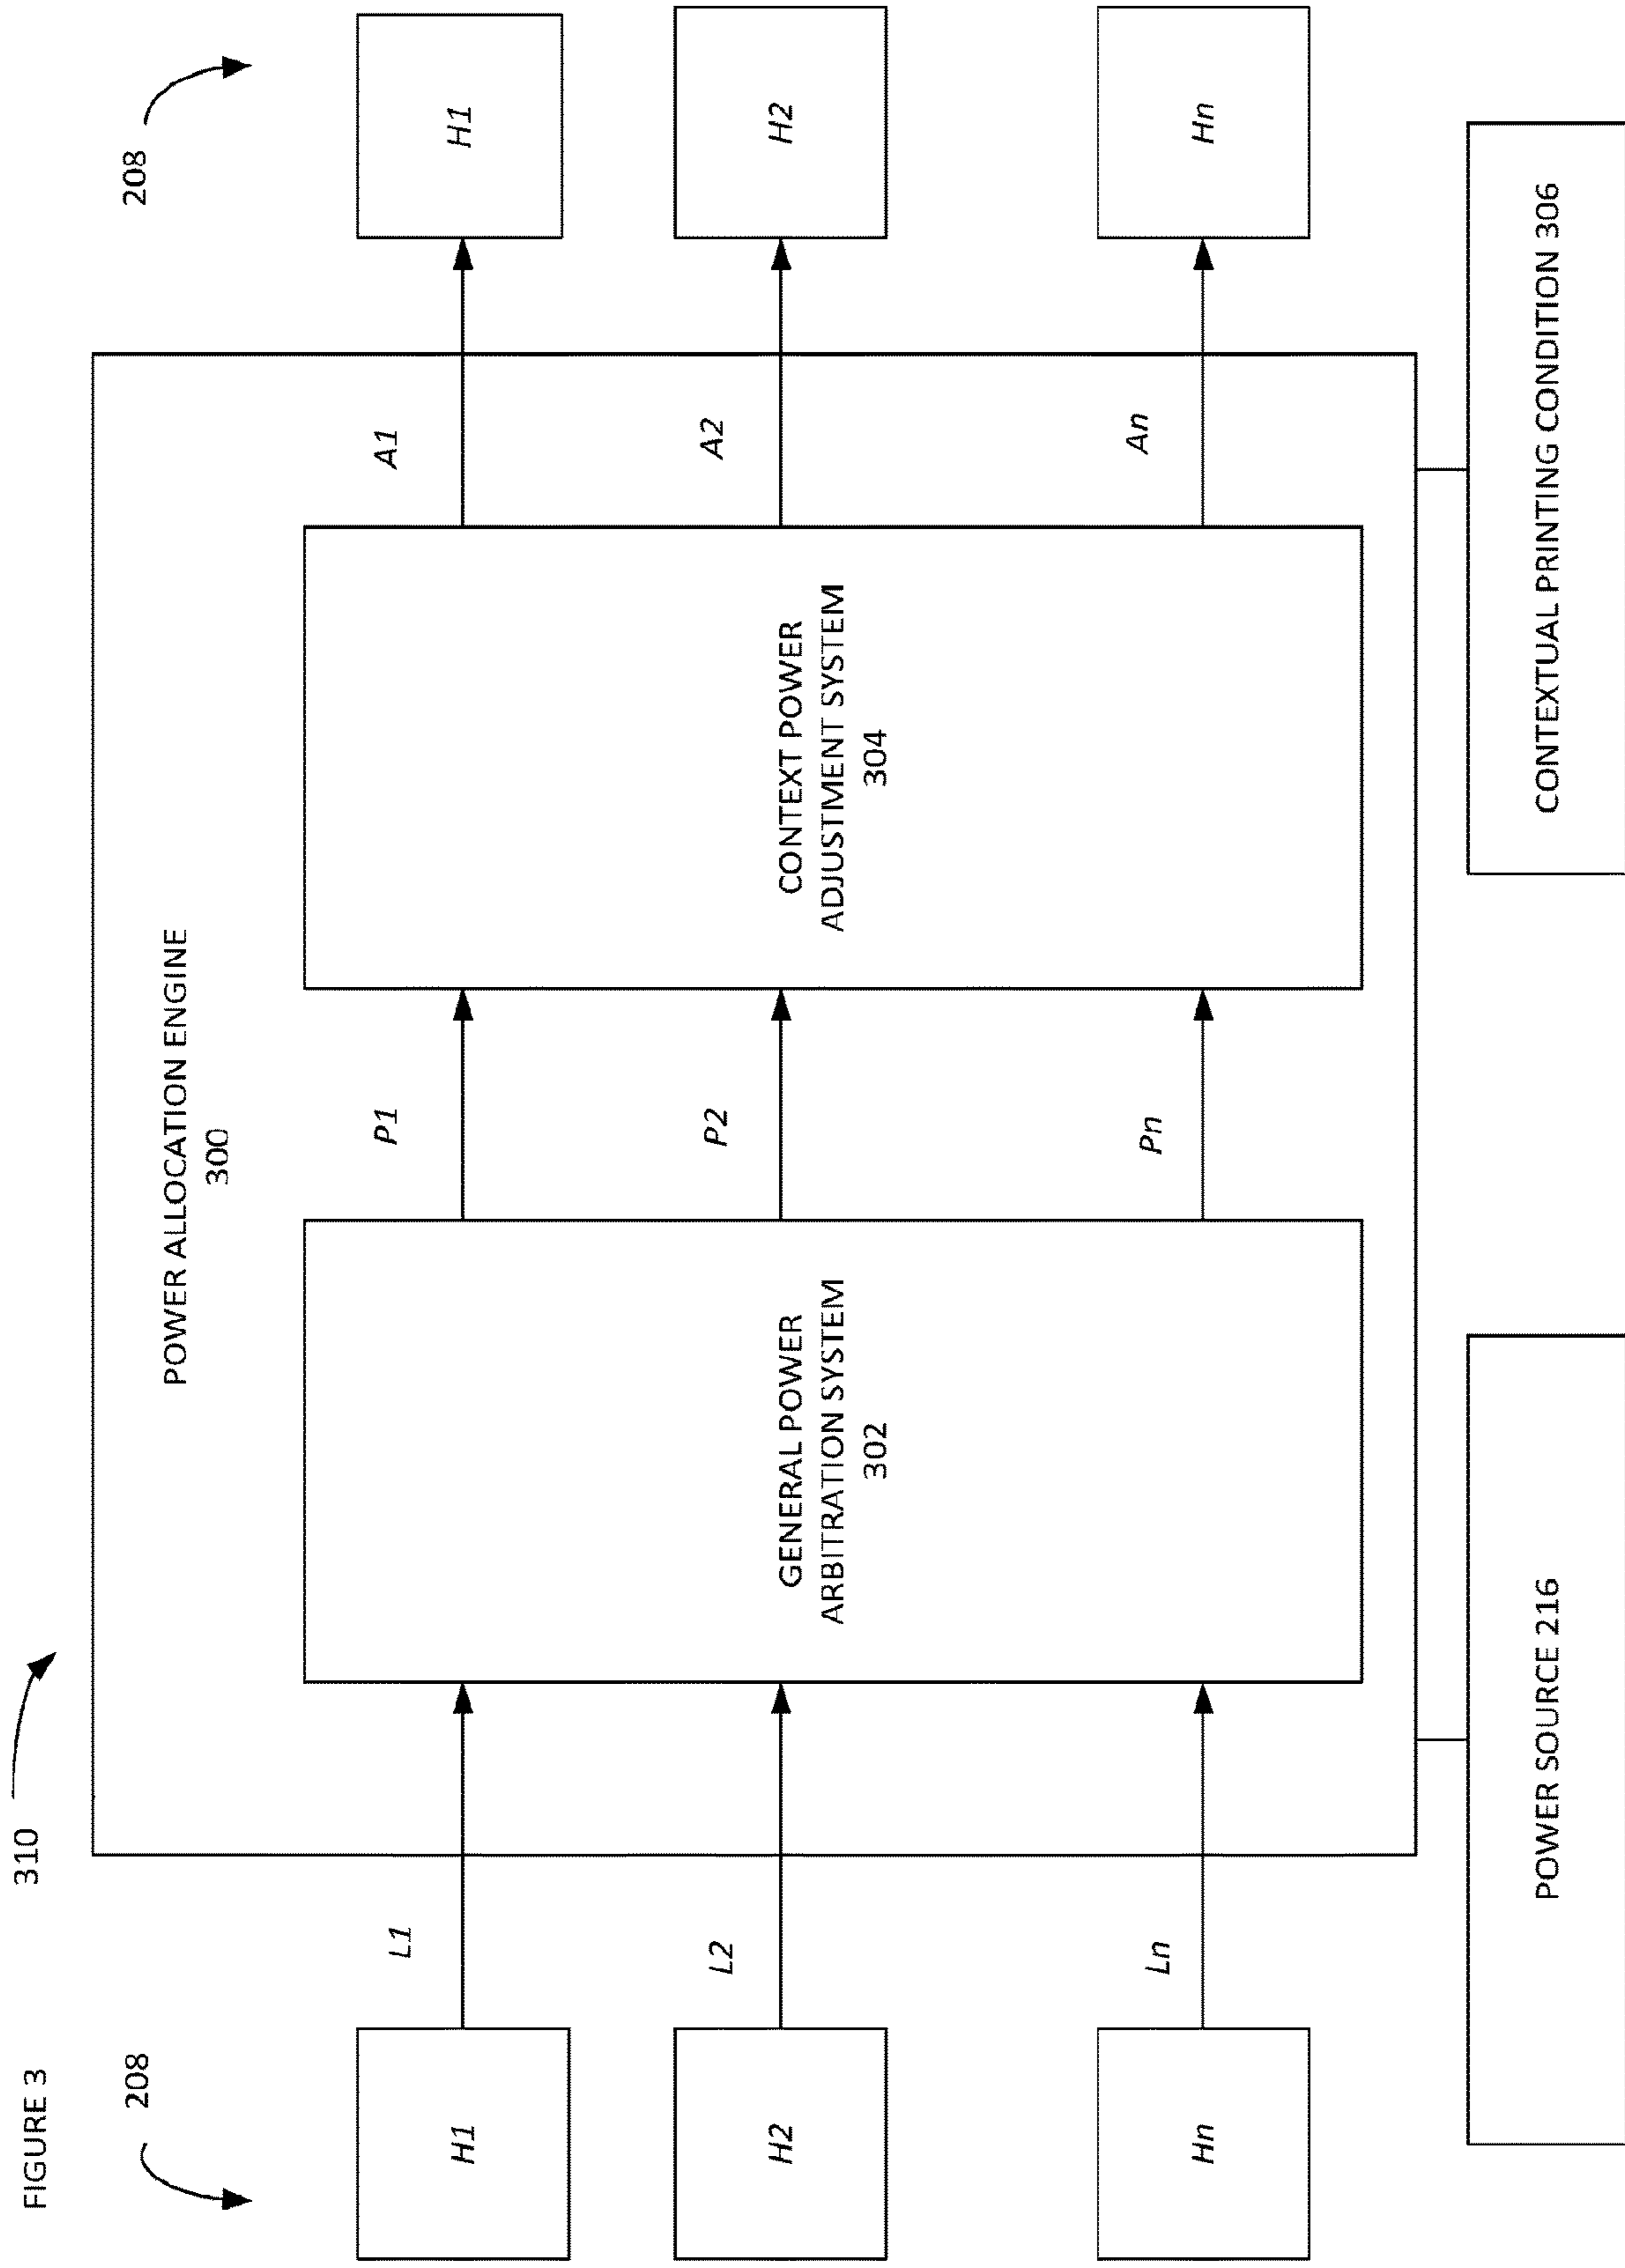 FIGURE 3
310
208
208
POWER ALLOCATION ENGINE
300
H1
L1
P1
A1
H1
H2
L2
GENERAL POWER
ARBITRATION SYSTEM
302
P2
CONTEXT POWER
ADJUSTMENT SYSTEM
304
A2
H2
Hn
Ln
Pn
An
Hn
POWER SOURCE 216
CONTEXTUAL PRINTING CONDITION 306